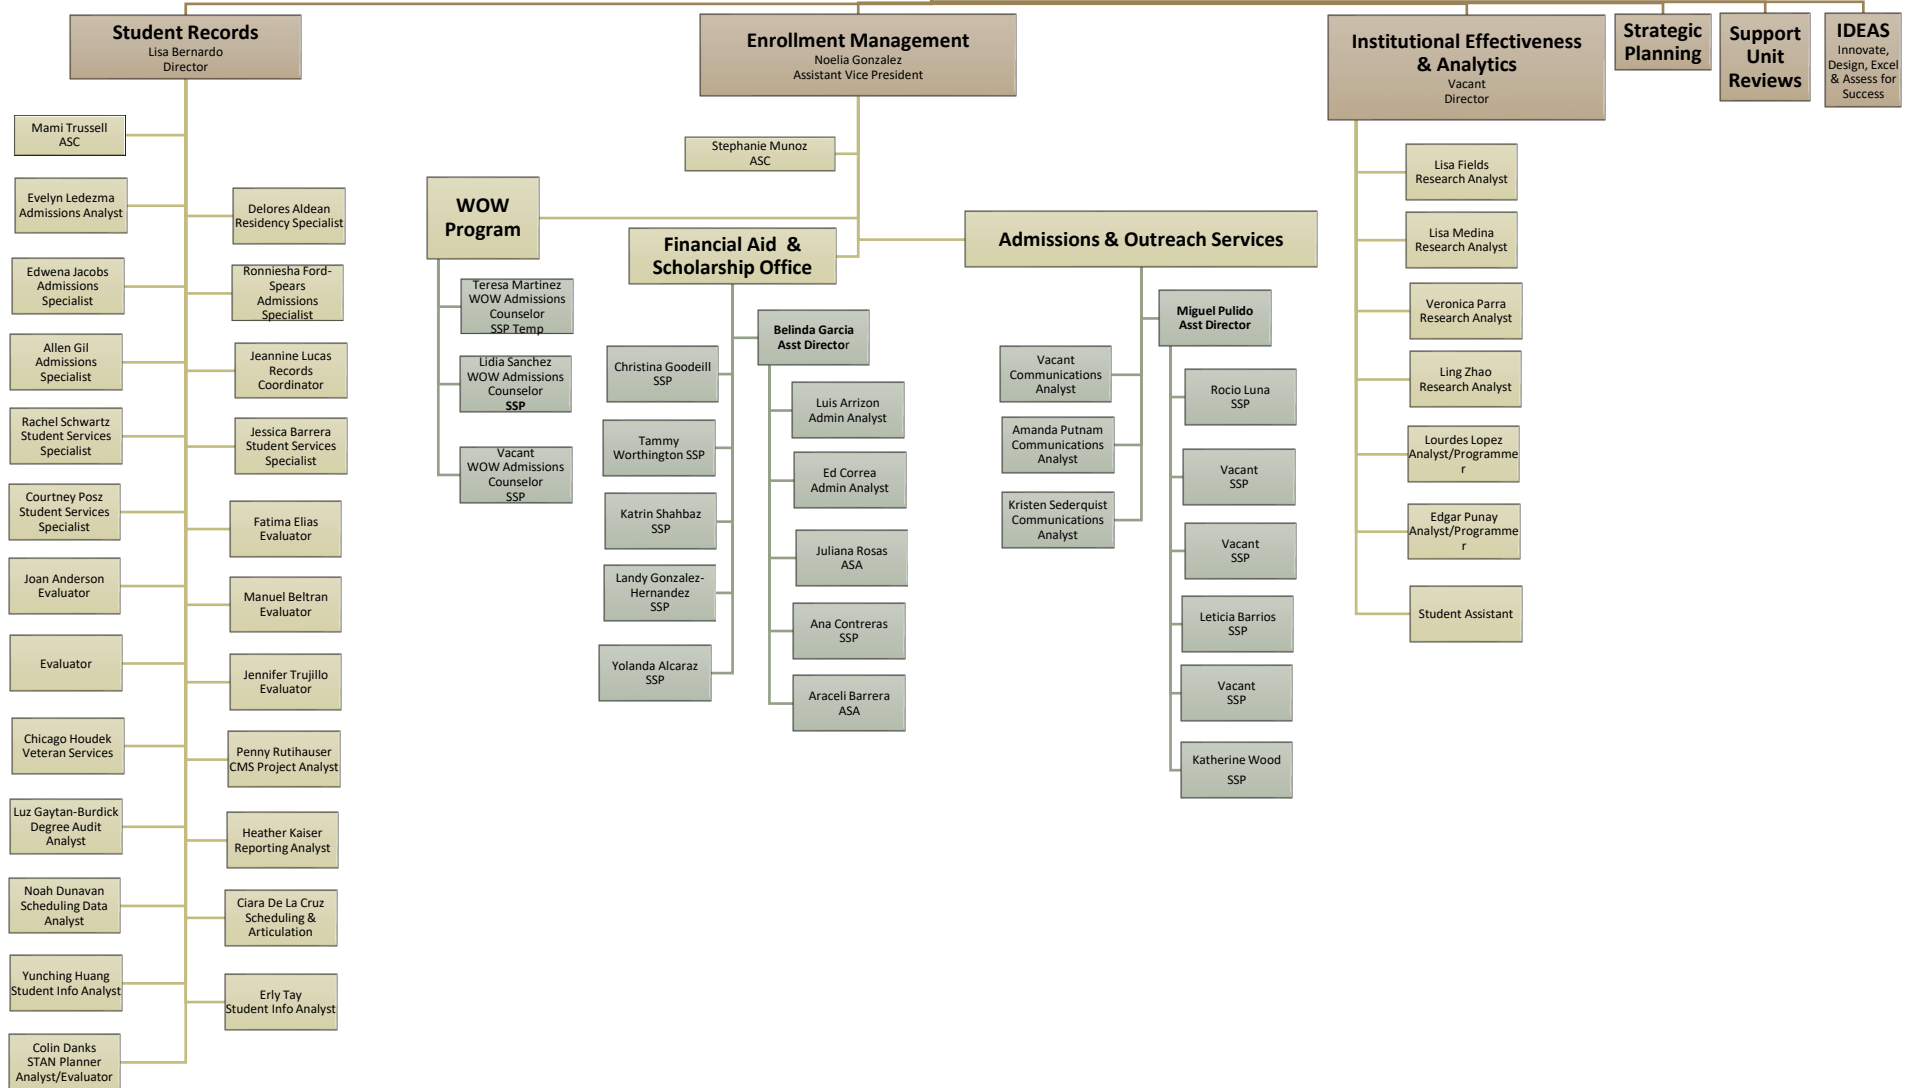 Student Records
Lisa Bernardo
Director
Mami Trussell
ASC
Evelyn Ledezma
Admissions Analyst
Edwena Jacobs
Admissions
Specialist
Allen Gil
Admissions
Specialist
Rachel Schwartz
Student Services
Specialist
Courtney Posz
Student Services
Specialist
Joan Anderson
Evaluator
Evaluator
Chicago Houdek
Veteran Services
Luz Gaytan-Burdick
Degree Audit
Analyst
Noah Dunavan
Scheduling Data
Analyst
Yunching Huang
Student Info Analyst
Colin Danks
STAN Planner
Analyst/Evaluator
Delores Aldean
Residency Specialist
Ronniesha Ford-
Spears
Admissions
Specialist
Jeannine Lucas
Records
Coordinator
Jessica Barrera
Student Services
Specialist
Fatima Elias
Evaluator
Manuel Beltran
Evaluator
Jennifer Trujillo
Evaluator
Penny Rutihauser
CMS Project Analyst
Heather Kaiser
Reporting Analyst
Ciara De La Cruz
Scheduling &
Articulation
Erly Tay
Student Info Analyst
Enrollment Management
Noelia Gonzalez
Assistant Vice President
Stephanie Munoz
ASC
WOW
Program
Teresa Martinez
WOW Admissions
Counselor
SSP Temp
Lidia Sanchez
WOW Admissions
Counselor
SSP
Vacant
WOW Admissions
Counselor
SSP
Financial Aid &
Scholarship Office
Christina Goodeill
SSP
Tammy
Worthington SSP
Katrin Shahbaz
SSP
Landy Gonzalez-
Hernandez
SSP
Yolanda Alcaraz
SSP
Belinda Garcia
Asst Director
Luis Arrizon
Admin Analyst
Ed Correa
Admin Analyst
Juliana Rosas
ASA
Ana Contreras
SSP
Araceli Barrera
ASA
Admissions & Outreach Services
Vacant
Communications
Analyst
Amanda Putnam
Communications
Analyst
Kristen Sederquist
Communications
Analyst
Miguel Pulido
Asst Director
Rocio Luna
SSP
Vacant
SSP
Vacant
SSP
Leticia Barrios
SSP
Vacant
SSP
Katherine Wood
SSP
Institutional Effectiveness
& Analytics
Vacant
Director
Lisa Fields
Research Analyst
Lisa Medina
Research Analyst
Veronica Parra
Research Analyst
Ling Zhao
Research Analyst
Lourdes Lopez
Analyst/Programme
r
Edgar Punay
Analyst/Programme
r
Student Assistant
Strategic
Planning
Support
Unit
Reviews
IDEAS
Innovate,
Design, Excel
& Assess for
Success